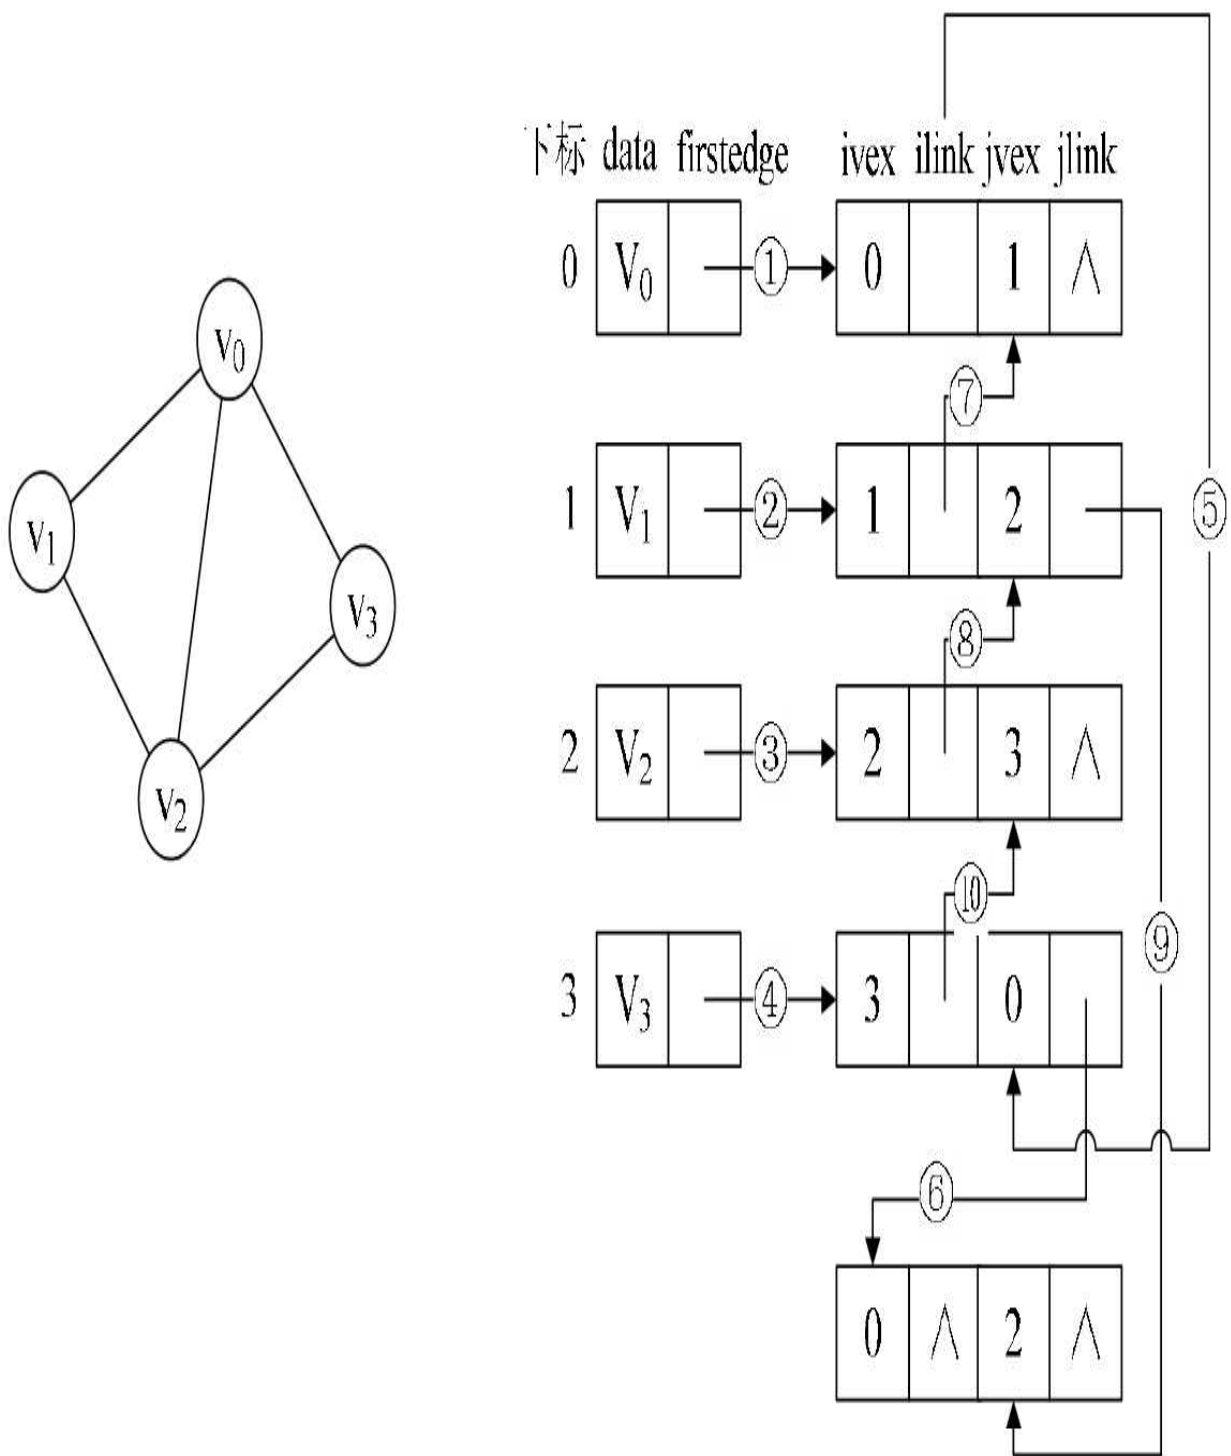 下标 data firstedge ivex ilink jvex jlink
0 V0 ① 0 1 ∧
v0
⑦
1 V1 ② 1 2 ⑤
v1
v3
⑧
2 V2 ③ 2 3 ∧
v2
⑩
⑨
3 V3 ④ 3 0
⑥
0 ∧ 2 ∧